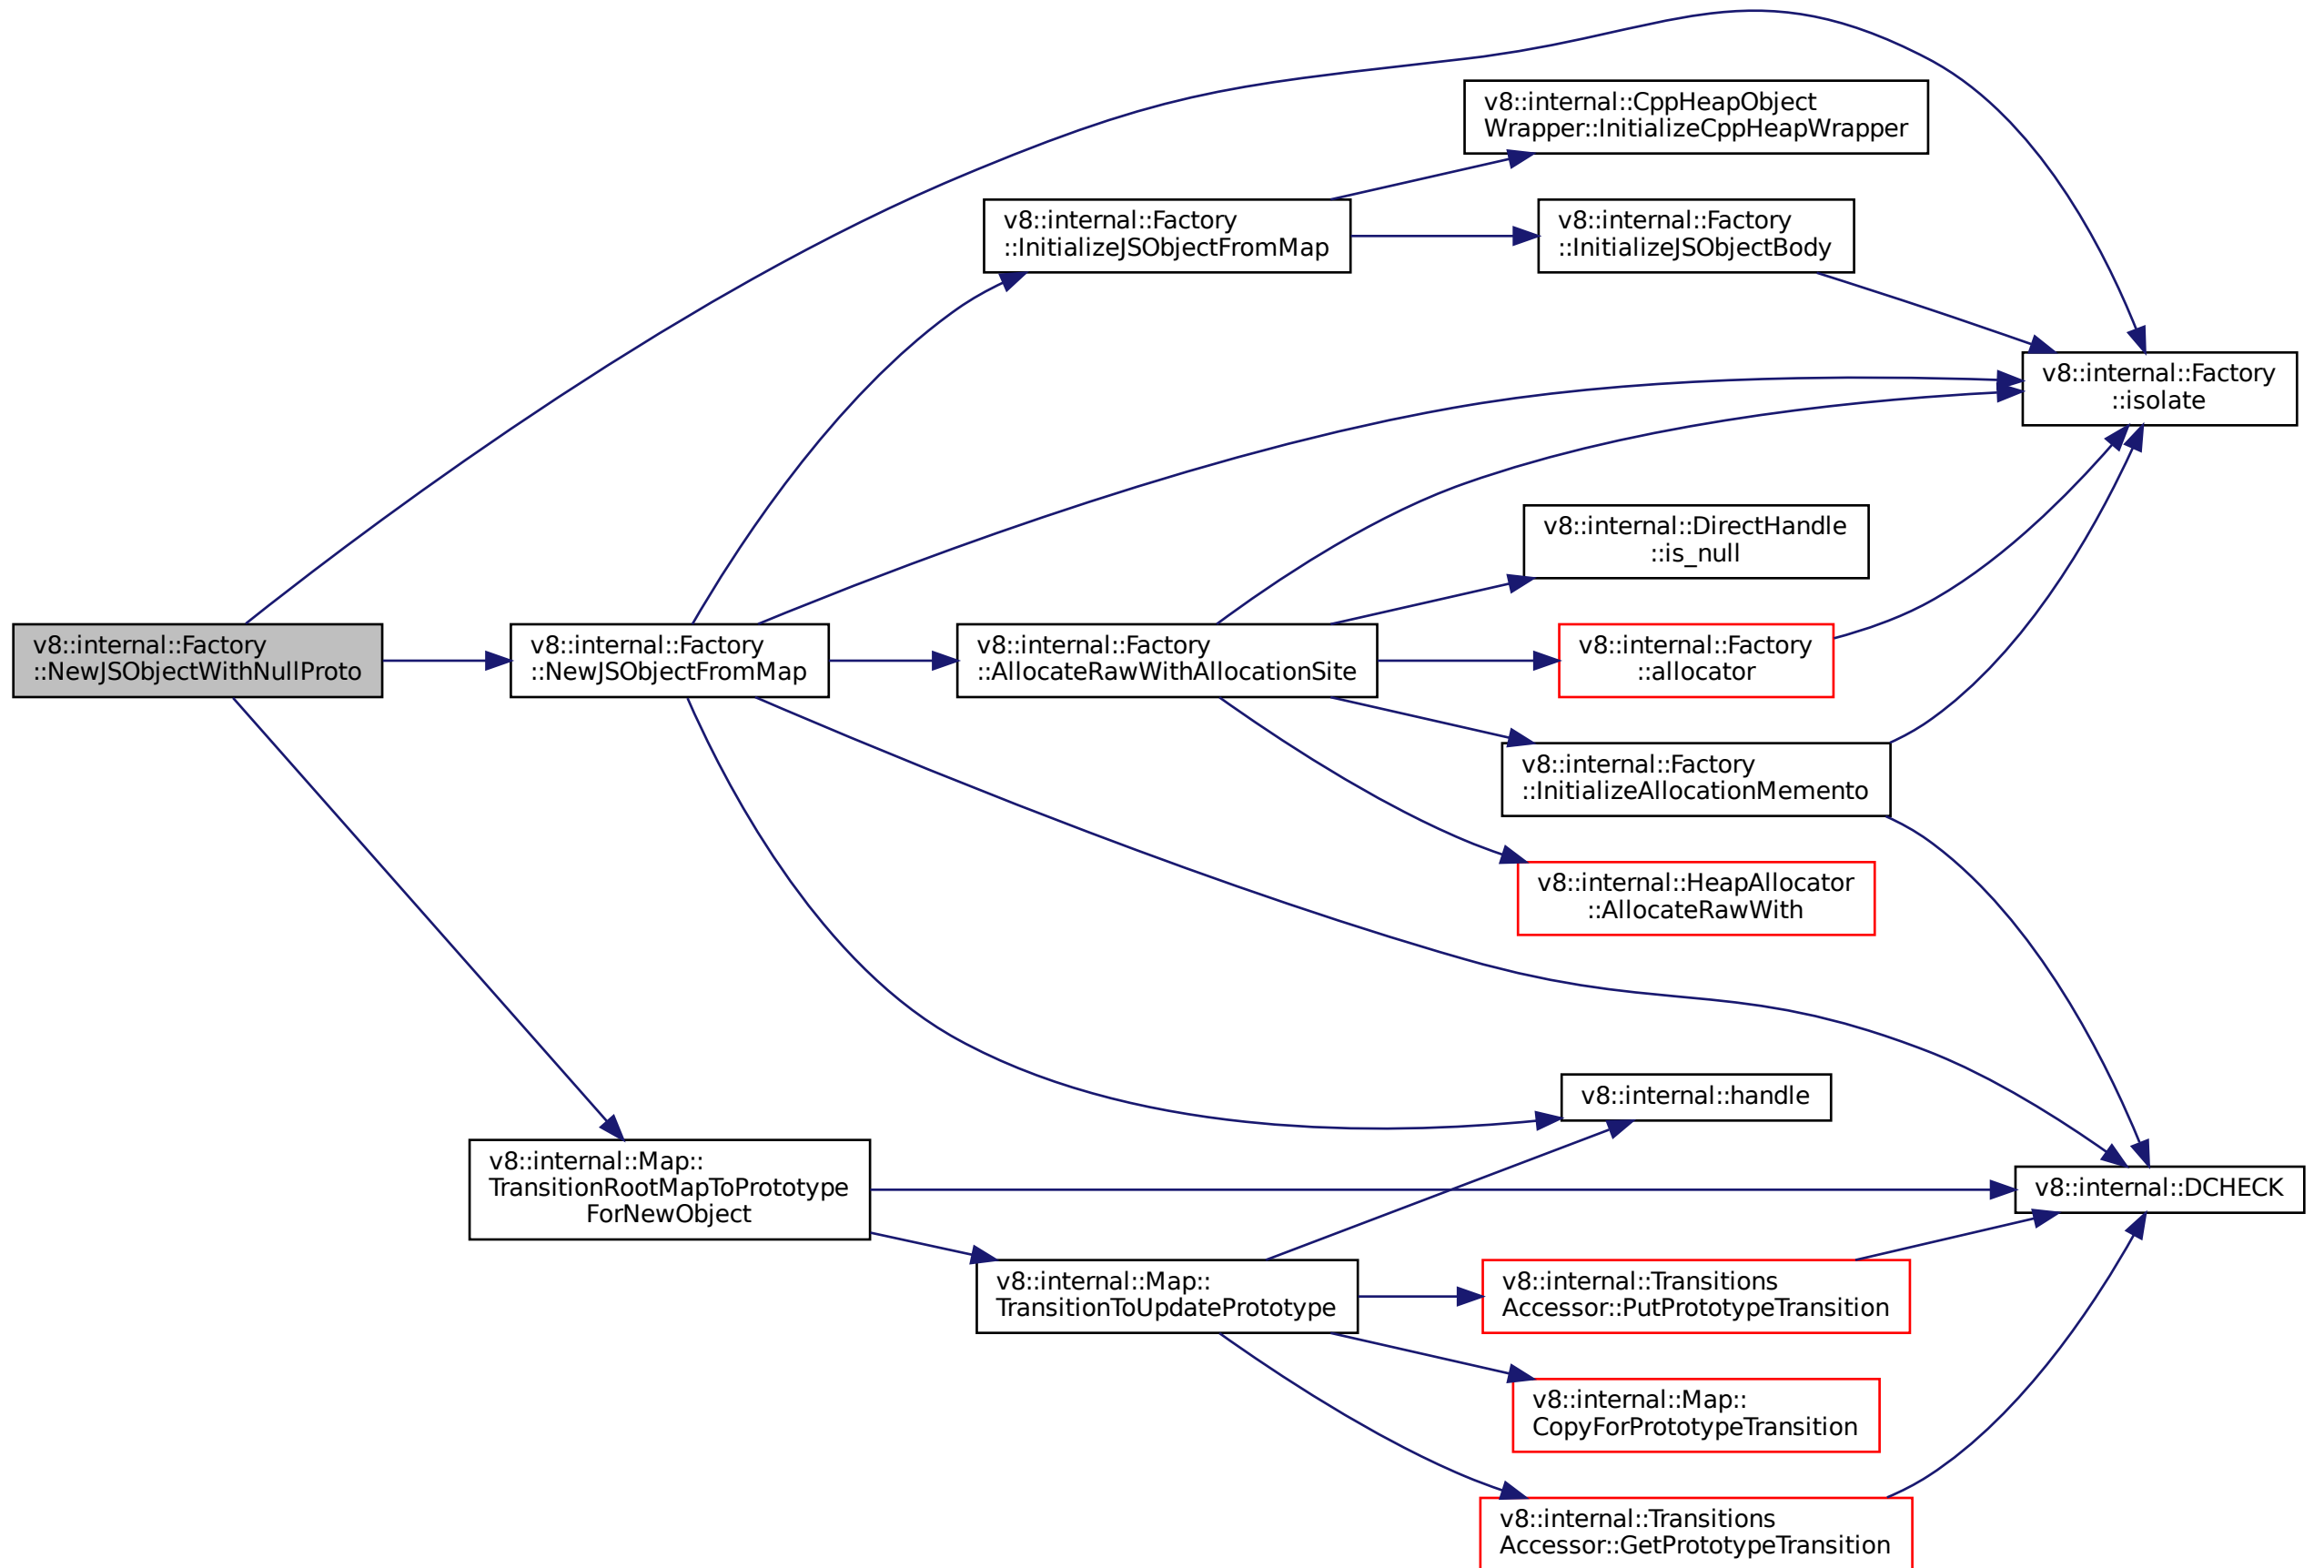 v8::internal::CppHeapObject
Wrapper::InitializeCppHeapWrapper
v8::internal::Factory
::InitializeJSObjectFromMap
v8::internal::Factory
::InitializeJSObjectBody
v8::internal::Factory
::isolate
v8::internal::DirectHandle
::is_null
v8::internal::Factory
::NewJSObjectWithNullProto
v8::internal::Factory
::NewJSObjectFromMap
v8::internal::Factory
::AllocateRawWithAllocationSite
v8::internal::Factory
::allocator
v8::internal::Factory
::InitializeAllocationMemento
v8::internal::HeapAllocator
::AllocateRawWith
v8::internal::handle
v8::internal::Map::
TransitionRootMapToPrototype
ForNewObject
v8::internal::DCHECK
v8::internal::Map::
TransitionToUpdatePrototype
v8::internal::Transitions
Accessor::PutPrototypeTransition
v8::internal::Map::
CopyForPrototypeTransition
v8::internal::Transitions
Accessor::GetPrototypeTransition